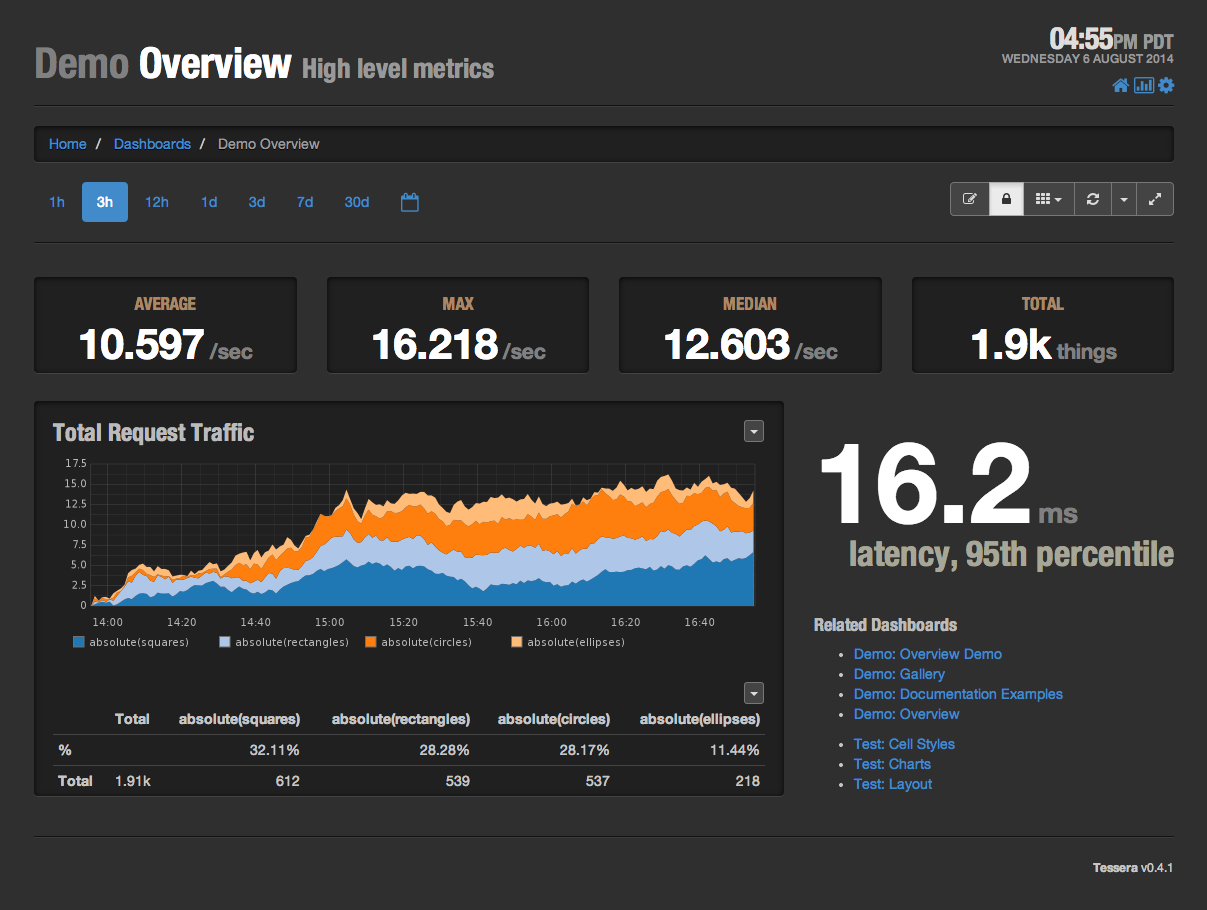 Demo Overview High level metrics
04:55PM PDT
WEDNESDAY 6 AUGUST 2014
Home / Dashboards / Demo Overview
1h 3h 12h 1d 3d 7d 30d
AVERAGE
10.597 /sec
MAX
16.218 /sec
MEDIAN
12.603 /sec
TOTAL
1.9k things
Total Request Traffic
17.5
15.0
12.5
10.0
7.5
5.0
2.5
0
14:00 14:20 14:40 15:00 15:20 15:40 16:00 16:20 16:40
absolute(squares) absolute(rectangles) absolute(circles) absolute(ellipses)
Total absolute(squares) absolute(rectangles) absolute(circles) absolute(ellipses)
% 32.11% 28.28% 28.17% 11.44%
Total 1.91k 612 539 537 218
16.2 ms
latency, 95th percentile
Related Dashboards
• Demo: Overview Demo
• Demo: Gallery
• Demo: Documentation Examples
• Demo: Overview
• Test: Cell Styles
• Test: Charts
• Test: Layout
Tessera v0.4.1